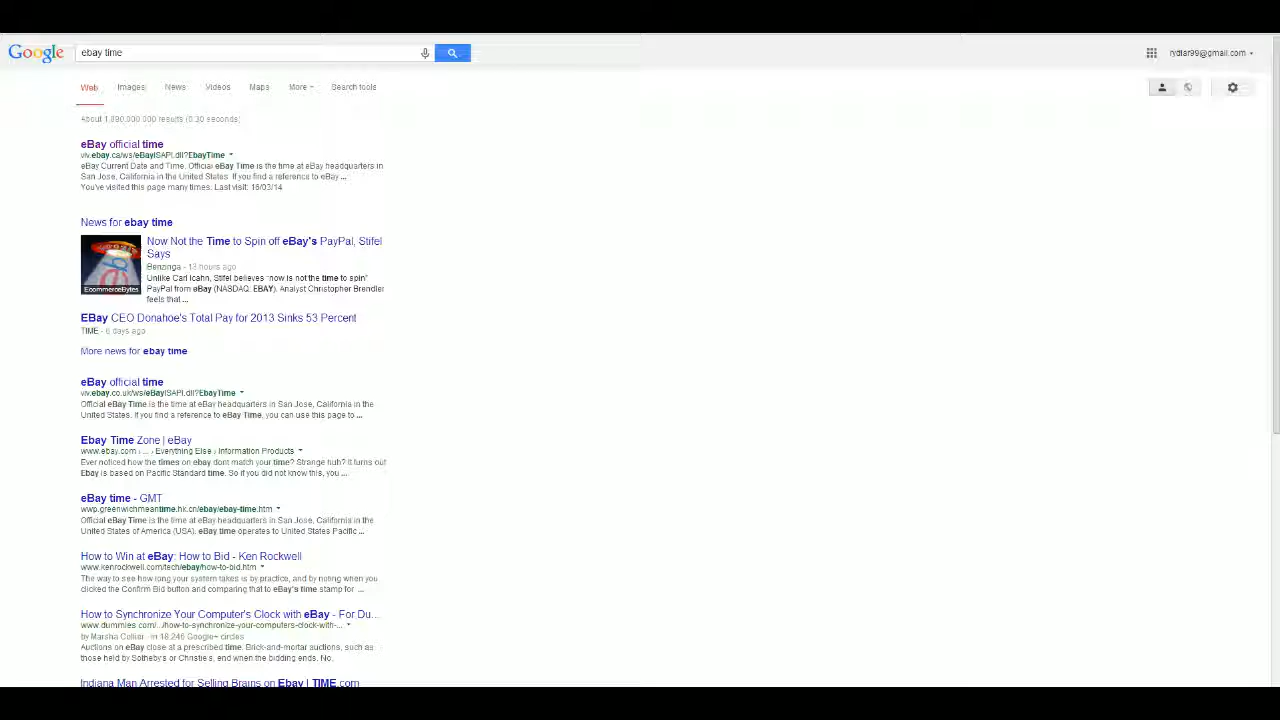 Google
ebay time
rydiar99@gmail.com
Web Images News Videos Maps More Search tools
About 1,890,000,000 results (0.30 seconds)
eBay official time
viv.ebay.ca/ws/eBayISAPI.dll?EbayTime
eBay Current Date and Time. Official eBay Time is the time at eBay headquarters in
San Jose, California in the United States. If you find a reference to eBay ...
You've visited this page many times. Last visit: 16/03/14
News for ebay time
Now Not the Time to Spin off eBay's PayPal, Stifel
Says
Benzinga - 18 hours ago
Unlike Carl Icahn, Stifel believes "now is not the time to spin"
PayPal from eBay (NASDAQ: EBAY). Analyst Christopher Brendler
feels that ...
EcommerceBytes
EBay CEO Donahoe's Total Pay for 2013 Sinks 53 Percent
TIME - 6 days ago
More news for ebay time
eBay official time
viv.ebay.co.uk/ws/eBayISAPI.dll?EbayTime
Official eBay Time is the time at eBay headquarters in San Jose, California in the
United States. If you find a reference to eBay Time, you can use this page to ...
Ebay Time Zone | eBay
www.ebay.com › ... › Everything Else › Information Products
Ever noticed how the times on ebay dont match your time? Strange huh? It turns out
Ebay is based on Pacific Standard time. So if you did not know this, you ...
eBay time - GMT
wwp.greenwichmeantime.hk.cn/ebay/ebay-time.htm
Official eBay Time is the time at eBay headquarters in San Jose, California in the
United States of America (USA). eBay time operates to United States Pacific ...
How to Win at eBay: How to Bid - Ken Rockwell
www.kenrockwell.com/tech/ebay/how-to-bid.htm
The way to see how long your system takes is by practice, and by noting when you
clicked the Confirm Bid button and comparing that to eBay's time stamp for ...
How to Synchronize Your Computer's Clock with eBay - For Du...
www.dummies.com/.../how-to-synchronize-your-computers-clock-with-...
by Marsha Collier - in 18,246 Google+ circles
Auctions on eBay close at a prescribed time. Brick-and-mortar auctions, such as
those held by Sotheby's or Christie's, end when the bidding ends. No.
Indiana Man Arrested for Selling Brains on Ebay | TIME.com